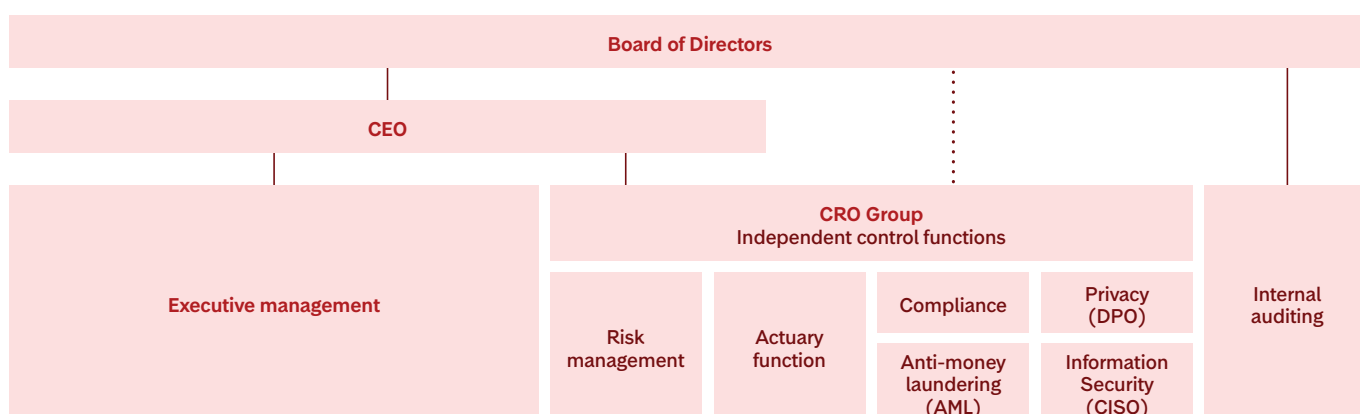 Board of Directors
CEO
CRO Group
Independent control functions
Executive management
Risk
management
Actuary
function
Compliance
Privacy
(DPO)
Anti-money
laundering
(AML)
Information
Security
(CISO)
Internal
auditing